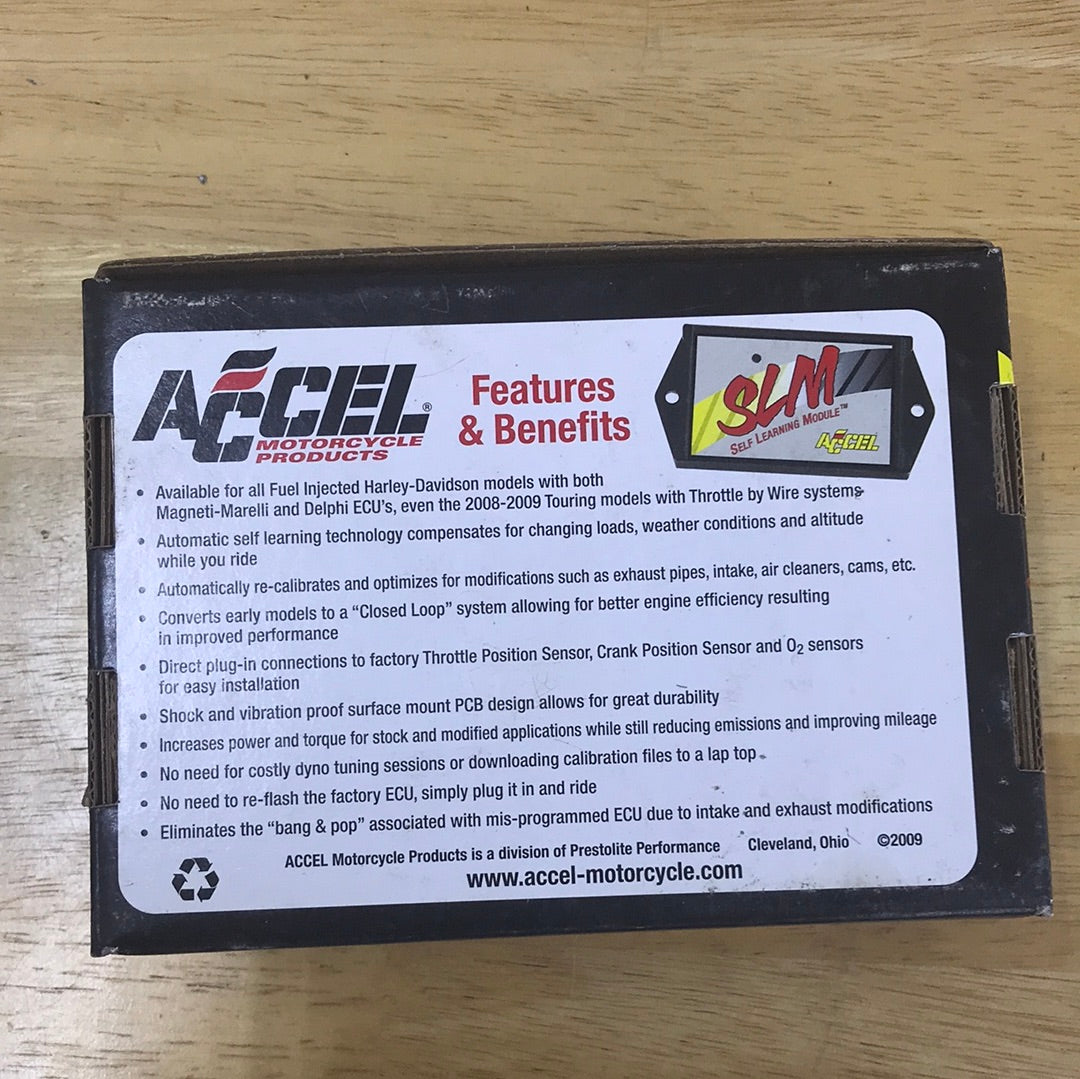 ACCEL®
MOTORCYCLE
PRODUCTS
Features
& Benefits
SLM
SELF LEARNING MODULE™
ACCEL
• Available for all Fuel Injected Harley-Davidson models with both
Magneti-Marelli and Delphi ECU's, even the 2008-2009 Touring models with Throttle by Wire systems
• Automatic self learning technology compensates for changing loads, weather conditions and altitude
while you ride
• Automatically re-calibrates and optimizes for modifications such as exhaust pipes, intake, air cleaners, cams, etc.
• Converts early models to a “Closed Loop” system allowing for better engine efficiency resulting
in improved performance
• Direct plug-in connections to factory Throttle Position Sensor, Crank Position Sensor and O₂ sensors
for easy installation
• Shock and vibration proof surface mount PCB design allows for great durability
• Increases power and torque for stock and modified applications while still reducing emissions and improving mileage
• No need for costly dyno tuning sessions or downloading calibration files to a lap top
• No need to re-flash the factory ECU, simply plug it in and ride
• Eliminates the “bang & pop” associated with mis-programmed ECU due to intake and exhaust modifications
ACCEL Motorcycle Products is a division of Prestolite Performance Cleveland, Ohio ©2009
www.accel-motorcycle.com